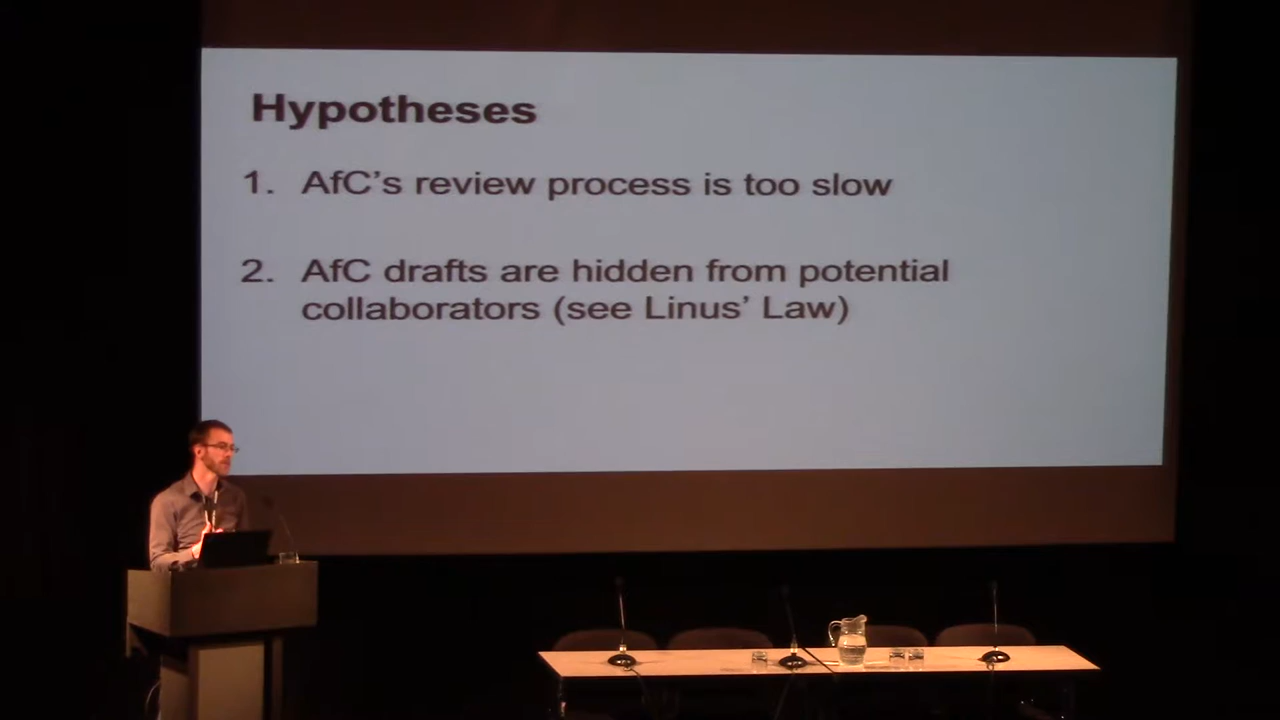 Hypotheses
1. AfC’s review process is too slow
2. AfC drafts are hidden from potential
collaborators (see Linus’ Law)